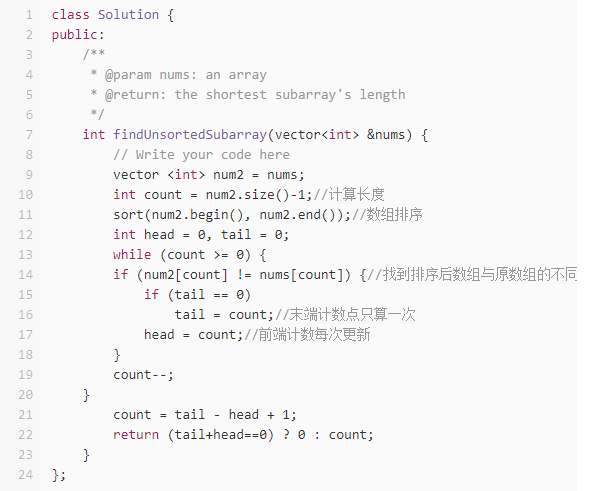 1 class Solution {
2 public:
3 /**
4 * @param nums: an array
5 * @return: the shortest subarray's length
6 */
7 int findUnsortedSubarray(vector<int> &nums) {
8 // Write your code here
9 vector <int> num2 = nums;
10 int count = num2.size()-1;//计算长度
11 sort(num2.begin(), num2.end());//数组排序
12 int head = 0, tail = 0;
13 while (count >= 0) {
14 if (num2[count] != nums[count]) {//找到排序后数组与原数组的不同
15 if (tail == 0)
16 tail = count;//末端计数点只算一次
17 head = count;//前端计数每次更新
18 }
19 count--;
20 }
21 count = tail - head + 1;
22 return (tail+head==0) ? 0 : count;
23 }
24 };